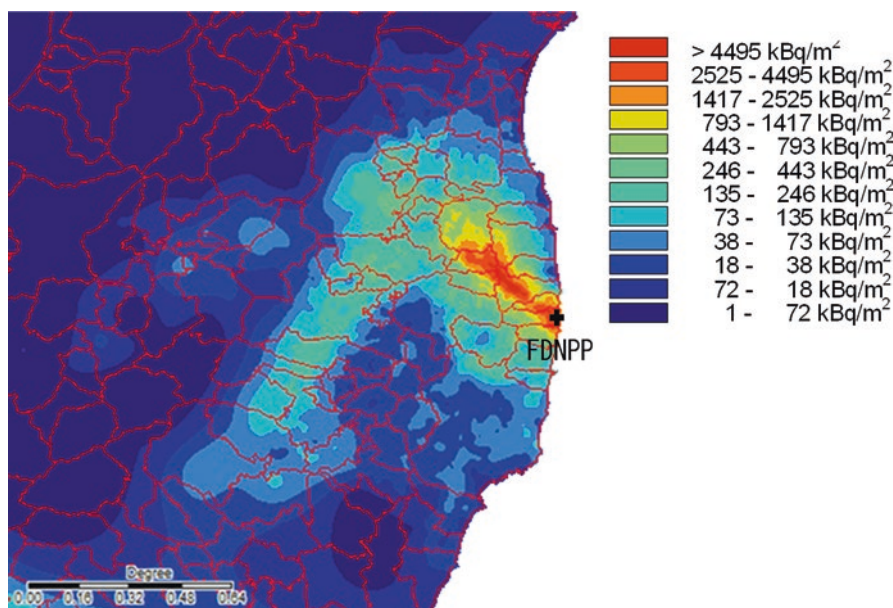 > 4495 kBq/m²
2525 - 4495 kBq/m²
1417 - 2525 kBq/m²
793 - 1417 kBq/m²
443 - 793 kBq/m²
246 - 443 kBq/m²
135 - 246 kBq/m²
73 - 135 kBq/m²
38 - 73 kBq/m²
18 - 38 kBq/m²
72 - 18 kBq/m²
1 - 72 kBq/m²
FDNPP
Degree
0.00 0.16 0.32 0.48 0.64